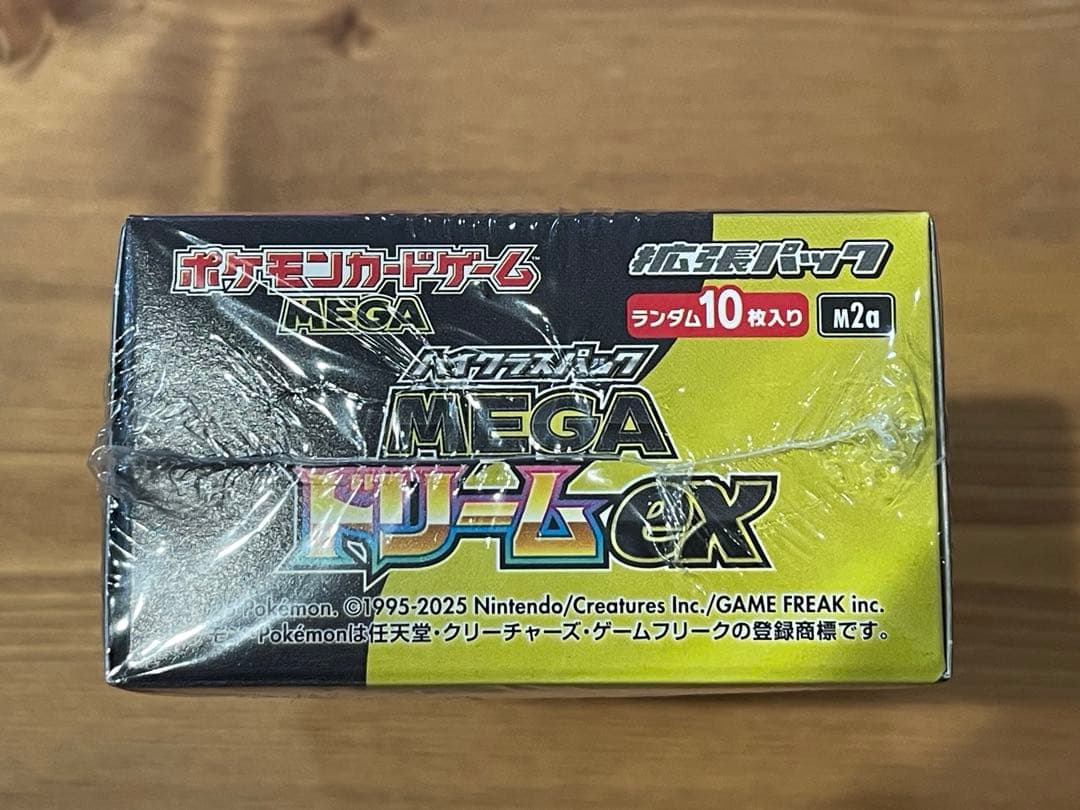 ポケモンカードゲーム™
MEGA
拡張パック
ランダム10枚入り M2a
ハイクラスパック
MEGA
ドリームex
Pokémon. ©1995-2025 Nintendo/Creatures Inc./GAME FREAK inc.
Pokémonは任天堂・クリーチャーズ・ゲームフリークの登録商標です。